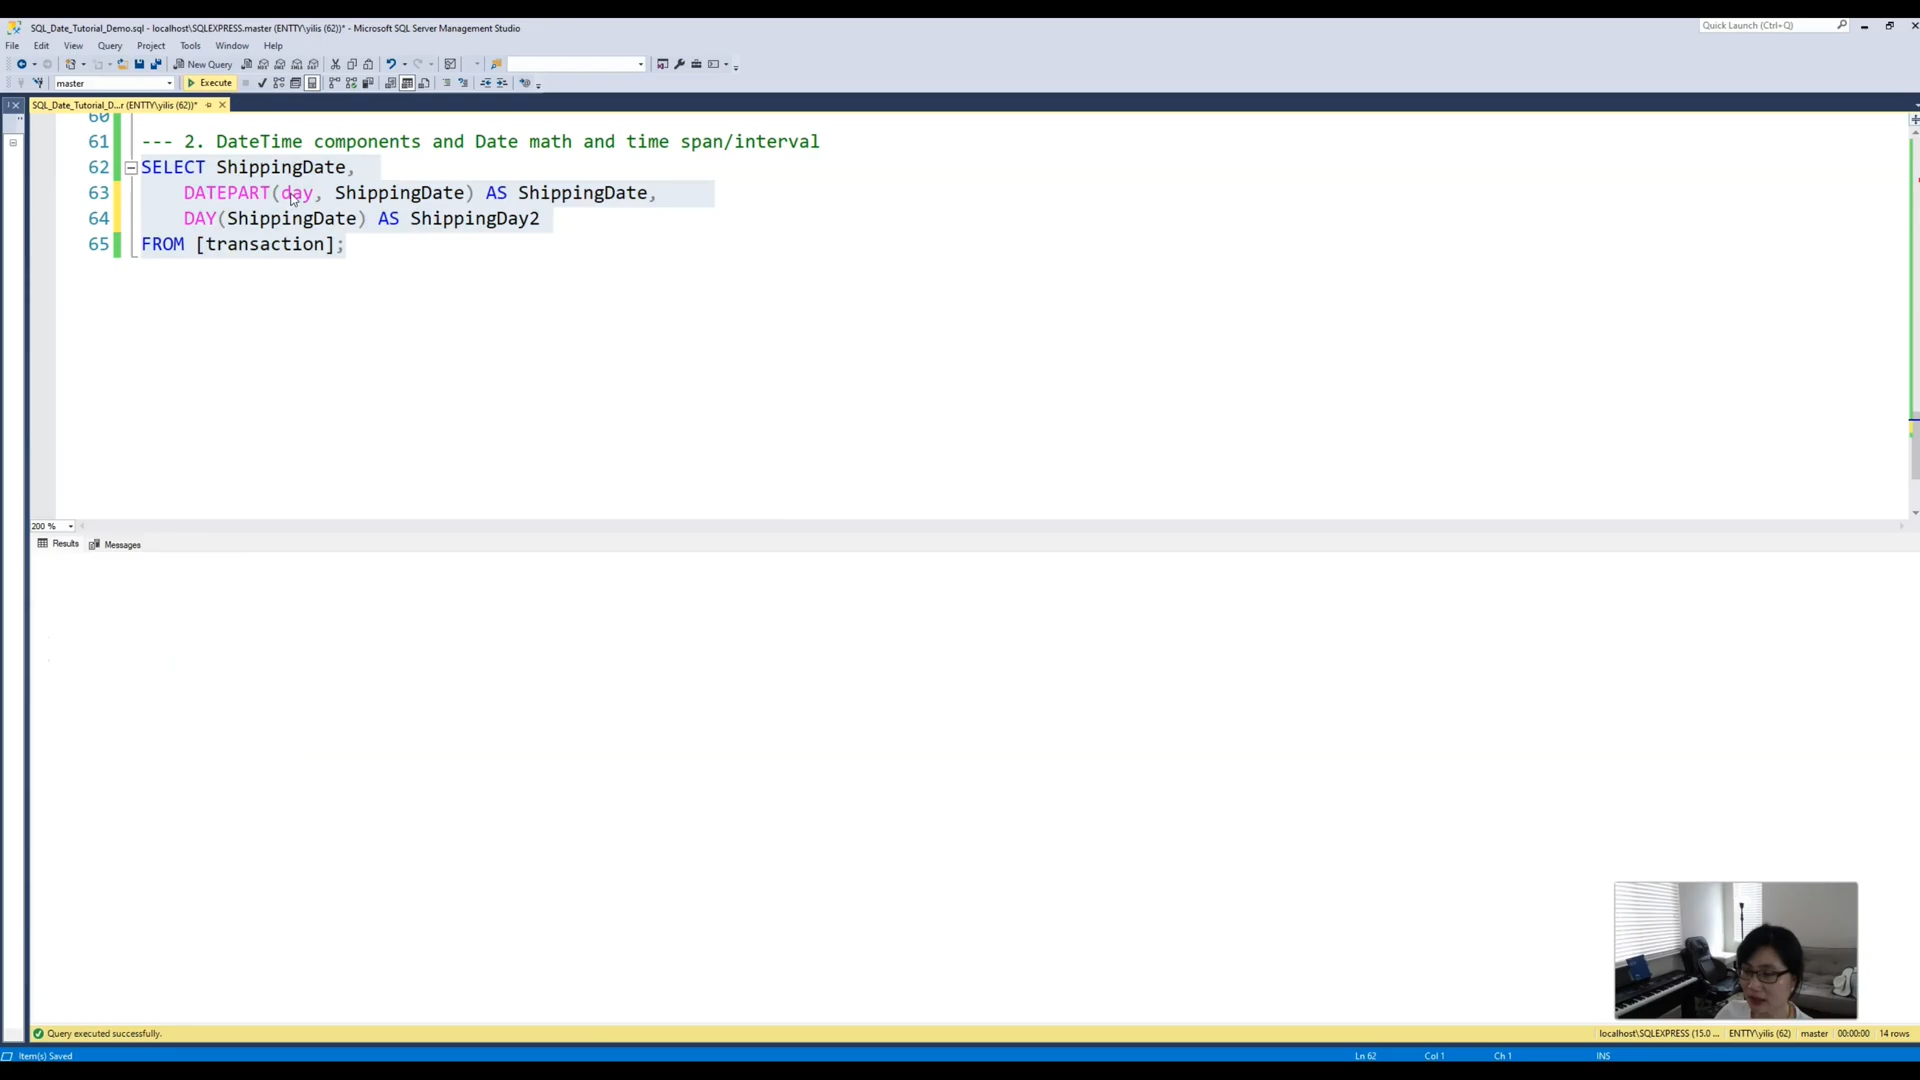 SQL_Date_Tutorial_Demo.sql - localhost\SQLEXPRESS.master (ENTTY\yilis (62))* - Microsoft SQL Server Management Studio
Quick Launch (Ctrl+Q)
File Edit View Query Project Tools Window Help
New Query
master
Execute
SQL_Date_Tutorial_D...r (ENTTY\yilis (62))*
60
61 --- 2. DateTime components and Date math and time span/interval
62 SELECT ShippingDate,
63 DATEPART(day, ShippingDate) AS ShippingDate,
64 DAY(ShippingDate) AS ShippingDay2
65 FROM [transaction];
200 %
Results Messages
Query executed successfully.
localhost\SQLEXPRESS (15.0 ... ENTTY\yilis (62) master 00:00:00 14 rows
Item(s) Saved
Ln 62 Col 1 Ch 1 INS